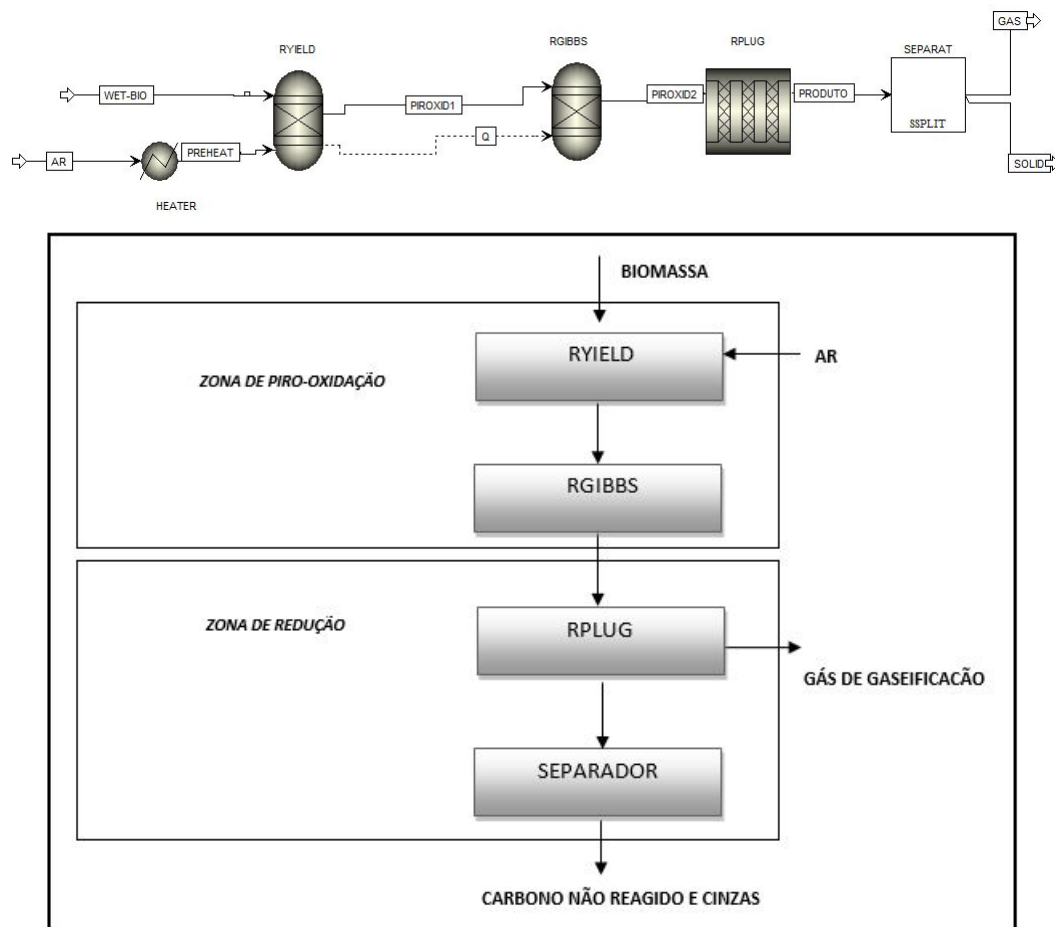 RYIELD
RGIBBS
RPLUG
SEPARAT
GAS
WET-BIO
PIROXID1
PIROXID2
PRODUTO
Q
SSPLIT
AR
PREHEAT
SOLID
HEATER
BIOMASSA
RYIELD
AR
ZONA DE PIRO-OXIDAÇÃO
RGIBBS
RPLUG
ZONA DE REDUÇÃO
GÁS DE GASEIFICACÃO
SEPARADOR
CARBONO NÃO REAGIDO E CINZAS